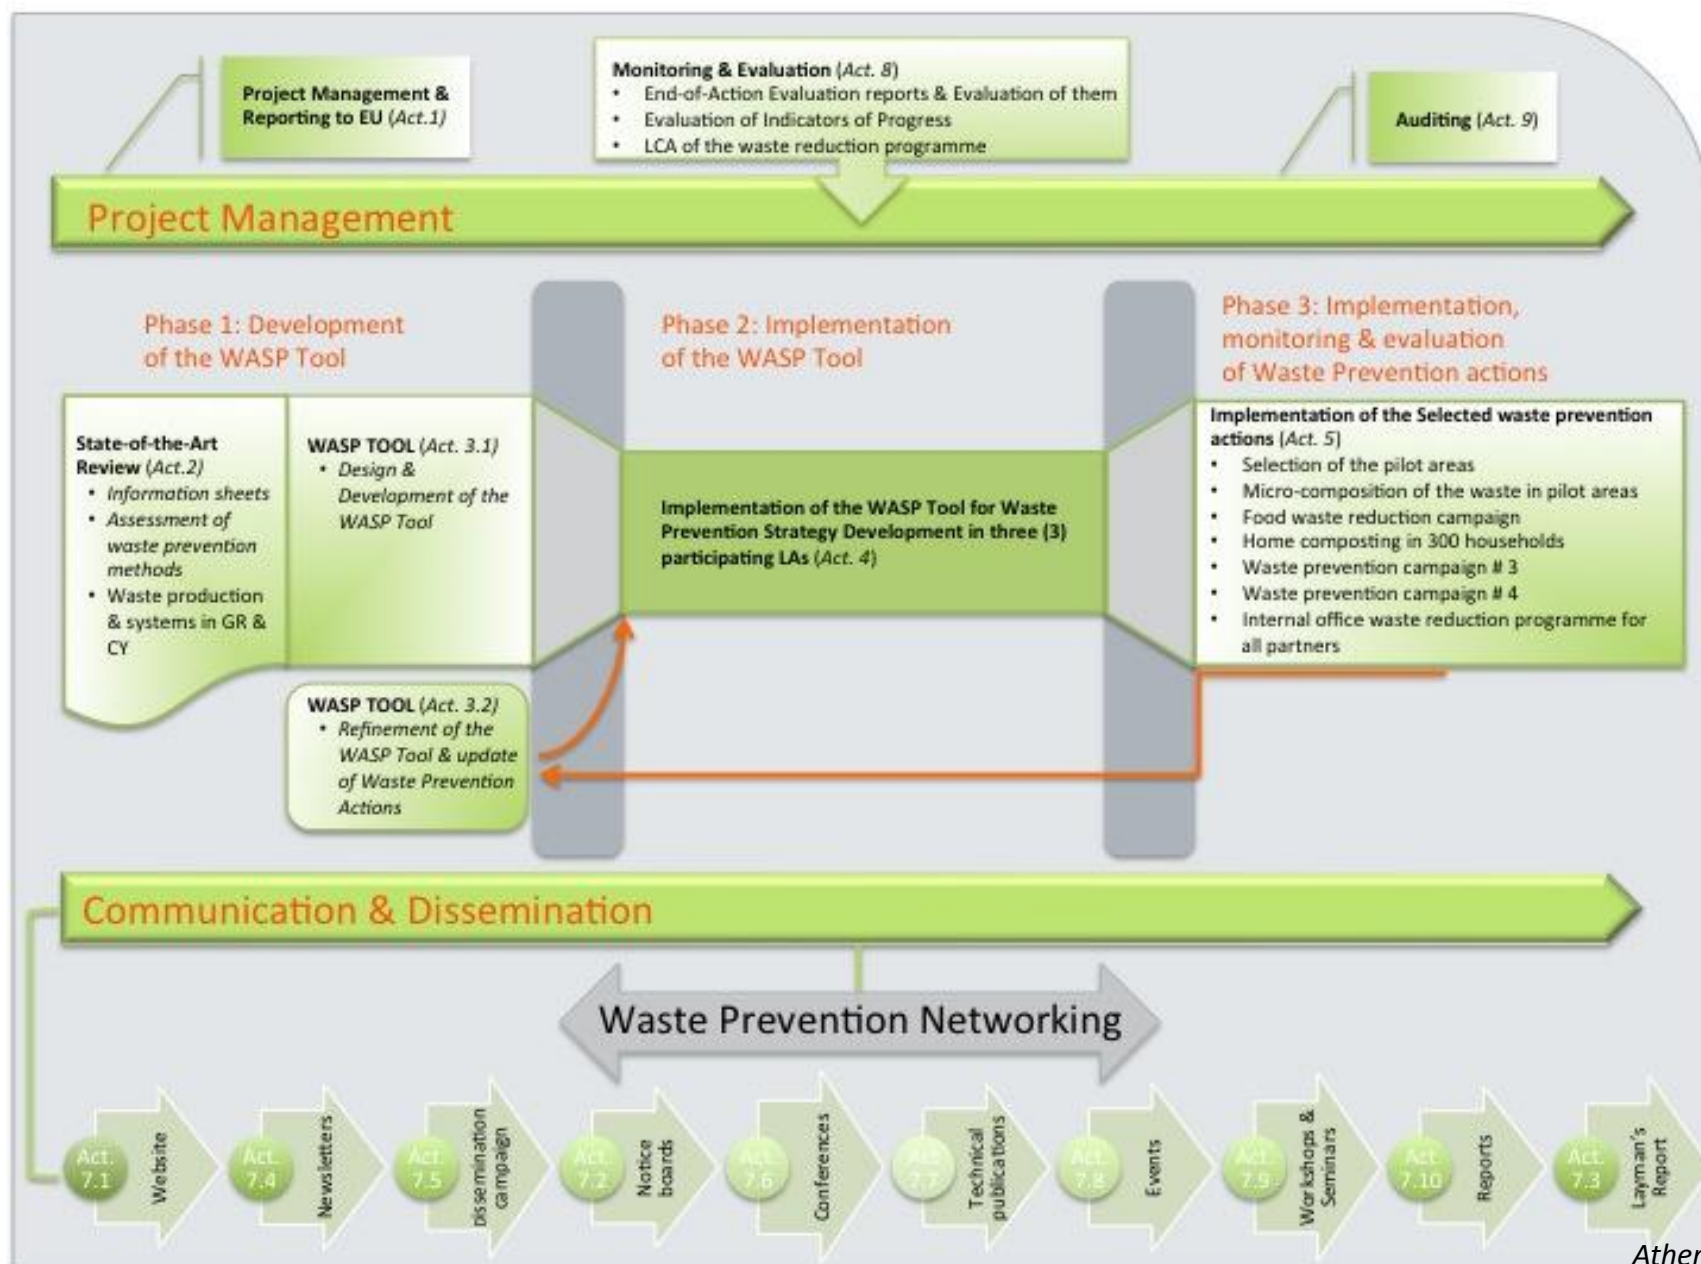 Project Management &
Reporting to EU (Act.1)
Monitoring & Evaluation (Act. 8)
• End-of-Action Evaluation reports & Evaluation of them
• Evaluation of Indicators of Progress
• LCA of the waste reduction programme
Auditing (Act. 9)
Project Management
Phase 1: Development
of the WASP Tool
Phase 2: Implementation
of the WASP Tool
Phase 3: Implementation,
monitoring & evaluation
of Waste Prevention actions
State-of-the-Art
Review (Act.2)
• Information sheets
• Assessment of
waste prevention
methods
• Waste production
& systems in GR &
CY
WASP TOOL (Act. 3.1)
• Design &
Development of the
WASP Tool
Implementation of the WASP Tool for Waste
Prevention Strategy Development in three (3)
participating LAs (Act. 4)
Implementation of the Selected waste prevention
actions (Act. 5)
• Selection of the pilot areas
• Micro-composition of the waste in pilot areas
• Food waste reduction campaign
• Home composting in 300 households
• Waste prevention campaign # 3
• Waste prevention campaign # 4
• Internal office waste reduction programme for
all partners
WASP TOOL (Act. 3.2)
• Refinement of the
WASP Tool & update
of Waste Prevention
Actions
Communication & Dissemination
Waste Prevention Networking
Act.
7.1
Website
Act.
7.4
Newsletters
Act.
7.5
Dissemination
campaign
Act.
7.2
Notice
boards
Act.
7.6
Conferences
Act.
7.7
Technical
publications
Act.
7.8
Events
Act.
7.9
Workshops &
Seminars
Act.
7.10
Reports
Act.
7.3
Layman's
Report